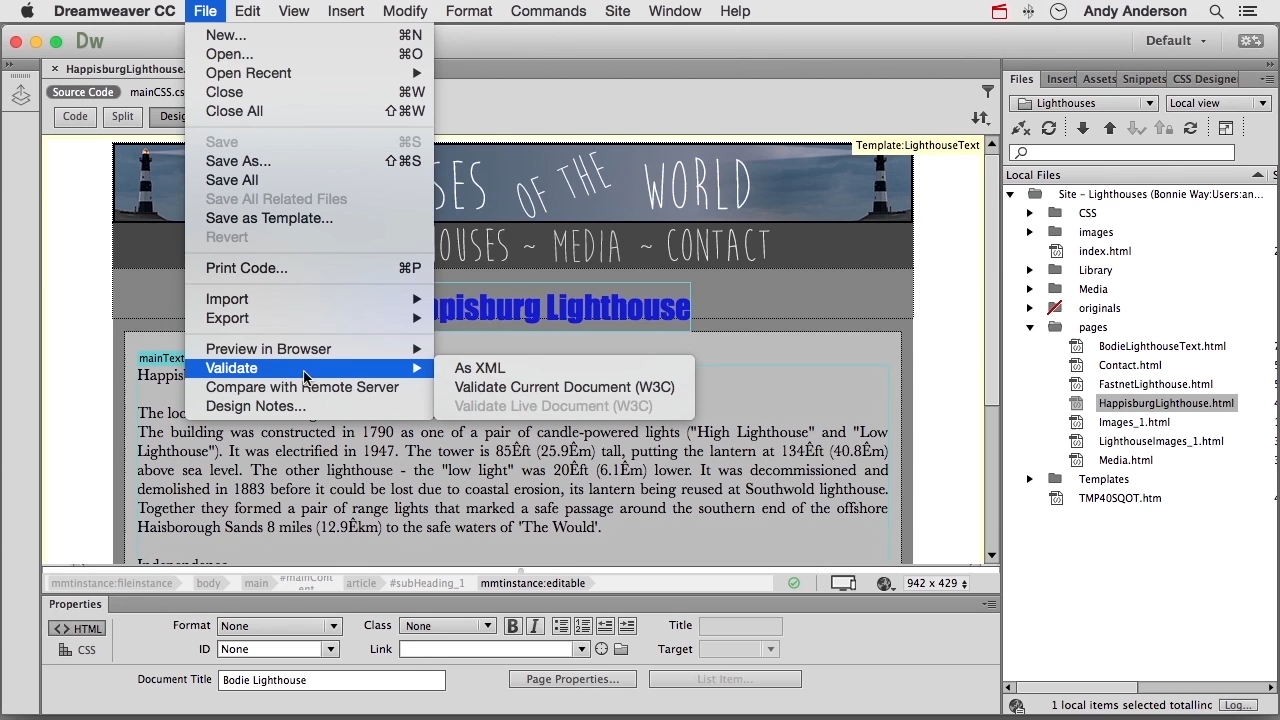 Dreamweaver CC File Edit View Insert Modify Format Commands Site Window Help Andy Anderson
Dw Default
HappisburgLighthouse.
Source Code mainCSS.cs
Code Split Desig
New... ⌘N
Open... ⌘O
Open Recent
Close ⌘W
Close All ⇧⌘W
Save ⌘S
Save As... ⇧⌘S
Save All
Save All Related Files
Save as Template...
Revert
Print Code... ⌘P
Import
Export
Preview in Browser
Validate
Compare with Remote Server
Design Notes...
As XML
Validate Current Document (W3C)
Validate Live Document (W3C)
Template:LighthouseText
SES OF THE WORLD
OUSES ~ MEDIA ~ CONTACT
ppisburg Lighthouse
mainText
Happisb
The loc
The building was constructed in 1790 as one of a pair of candle-powered lights ("High Lighthouse" and "Low
Lighthouse"). It was electrified in 1947. The tower is 85Êft (25.9Êm) tall, putting the lantern at 134Êft (40.8Êm)
above sea level. The other lighthouse - the "low light" was 20Êft (6.1Êm) lower. It was decommissioned and
demolished in 1883 before it could be lost due to coastal erosion, its lantern being reused at Southwold lighthouse.
Together they formed a pair of range lights that marked a safe passage around the southern end of the offshore
Haisborough Sands 8 miles (12.9Êkm) to the safe waters of 'The Would'.
Independence
mmtinstance:fileinstance body main #mainContent article #subHeading_1 mmtinstance:editable 942 x 429
Properties
<> HTML Format None Class None B I Title
CSS ID None Link Target
Document Title Bodie Lighthouse Page Properties... List Item...
Files Insert Assets Snippets CSS Designe
Lighthouses Local view
Local Files S
Site - Lighthouses (Bonnie Way:Users:an...
CSS
images
index.html
Library
Media
originals
pages
BodieLighthouseText.html
Contact.html
FastnetLighthouse.html
HappisburgLighthouse.html
Images_1.html
LighthouseImages_1.html
Media.html
Templates
TMP40SQOT.htm
1 local items selected totalling Log...